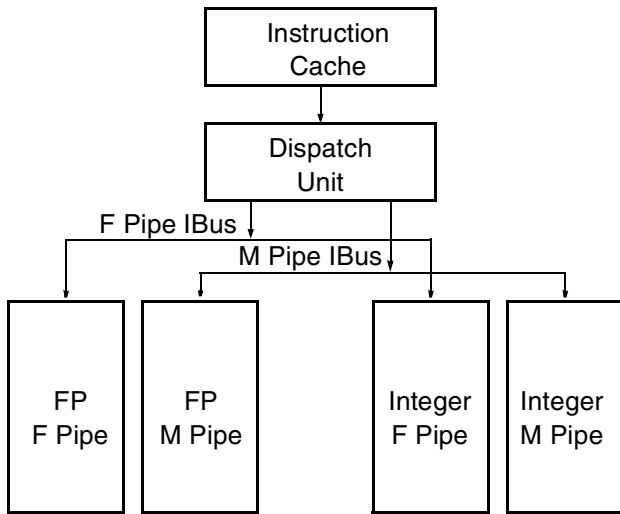 Instruction
Cache
Dispatch
Unit
F Pipe IBus
M Pipe IBus
FP
F Pipe
FP
M Pipe
Integer
F Pipe
Integer
M Pipe